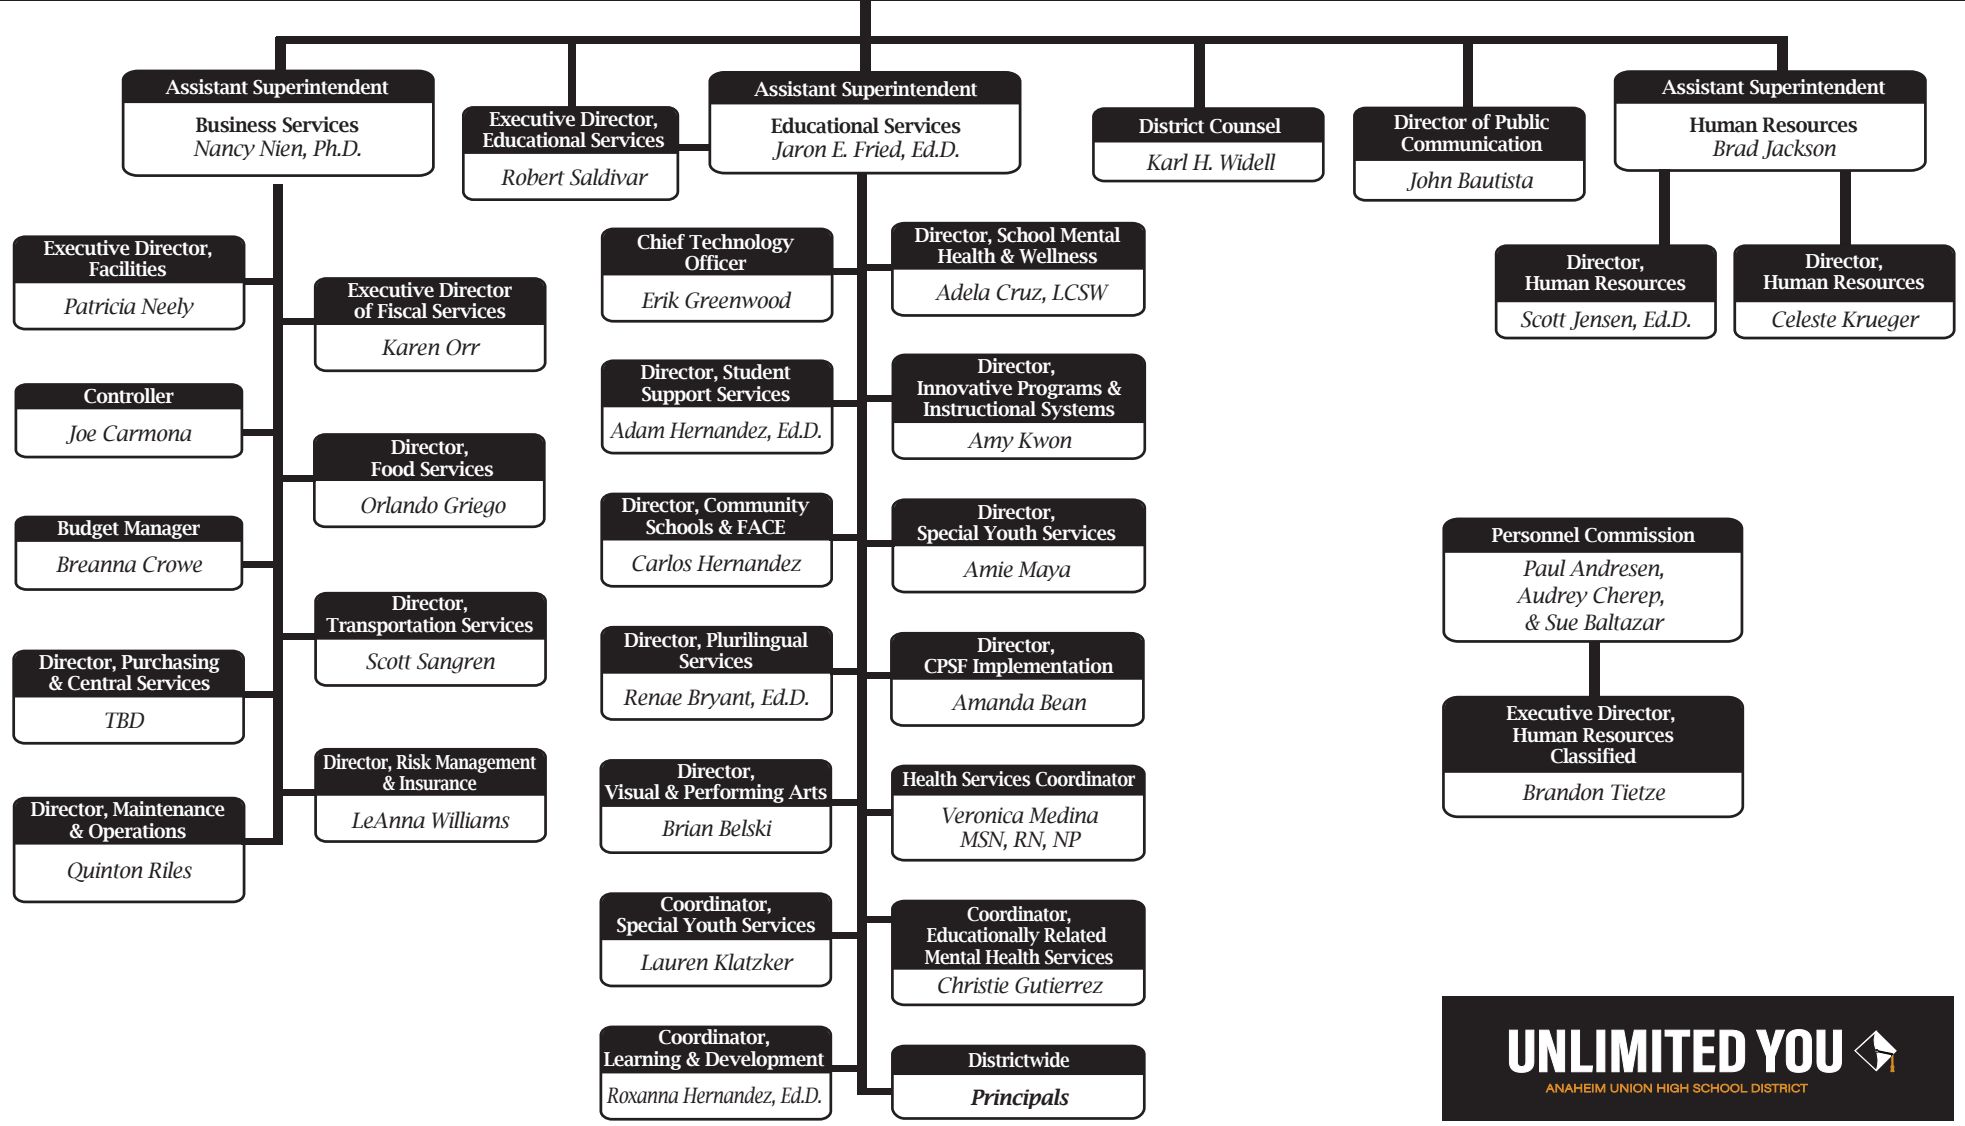 Assistant Superintendent
Business Services
Nancy Nien, Ph.D.
Executive Director,
Educational Services
Robert Saldivar
Assistant Superintendent
Educational Services
Jaron E. Fried, Ed.D.
District Counsel
Karl H. Widell
Director of Public
Communication
John Bautista
Assistant Superintendent
Human Resources
Brad Jackson
Executive Director,
Facilities
Patricia Neely
Executive Director
of Fiscal Services
Karen Orr
Controller
Joe Carmona
Director,
Food Services
Orlando Griego
Budget Manager
Breanna Crowe
Director,
Transportation Services
Scott Sangren
Director, Purchasing
& Central Services
TBD
Director, Risk Management
& Insurance
LeAnna Williams
Director, Maintenance
& Operations
Quinton Riles
Chief Technology
Officer
Erik Greenwood
Director, School Mental
Health & Wellness
Adela Cruz, LCSW
Director, Student
Support Services
Adam Hernandez, Ed.D.
Director,
Innovative Programs &
Instructional Systems
Amy Kwon
Director, Community
Schools & FACE
Carlos Hernandez
Director,
Special Youth Services
Amie Maya
Director, Plurilingual
Services
Renae Bryant, Ed.D.
Director,
CPSF Implementation
Amanda Bean
Director,
Visual & Performing Arts
Brian Belski
Health Services Coordinator
Veronica Medina
MSN, RN, NP
Coordinator,
Special Youth Services
Lauren Klatzker
Coordinator,
Educationally Related
Mental Health Services
Christie Gutierrez
Coordinator,
Learning & Development
Roxanna Hernandez, Ed.D.
Districtwide
Principals
Director,
Human Resources
Scott Jensen, Ed.D.
Director,
Human Resources
Celeste Krueger
Personnel Commission
Paul Andresen,
Audrey Cherep,
& Sue Baltazar
Executive Director,
Human Resources
Classified
Brandon Tietze
UNLIMITED YOU
ANAHEIM UNION HIGH SCHOOL DISTRICT